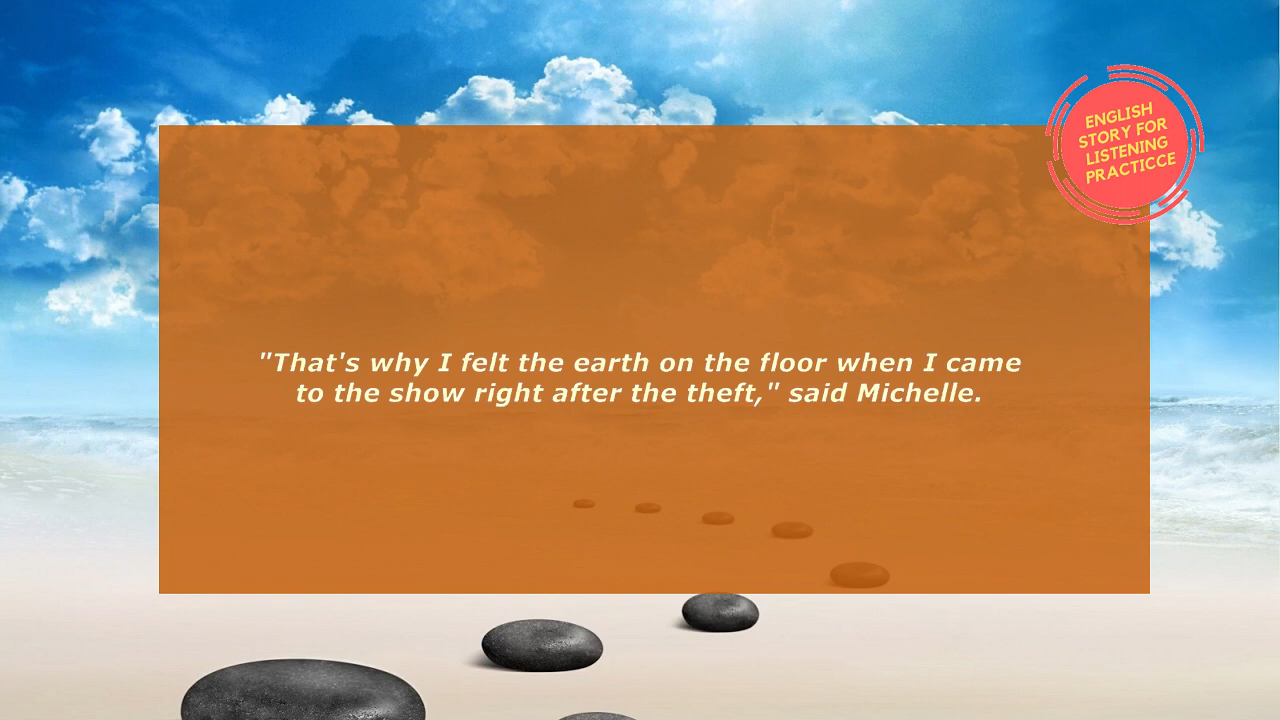 ENGLISH
STORY FOR
LISTENING
PRACTICCE
"That's why I felt the earth on the floor when I came
to the show right after the theft," said Michelle.